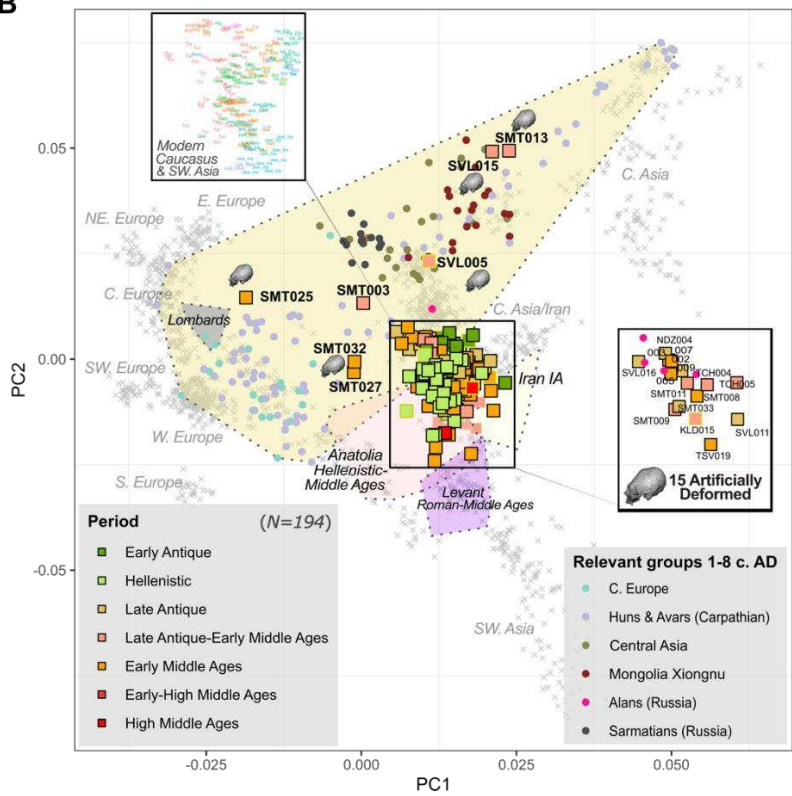 B
Modern
Caucasus
& SW. Asia
0.05
0.00
-0.05
PC2
E. Europe
NE. Europe
C. Europe
Lombards
SW. Europe
W. Europe
S. Europe
SMT013
SVL015
C. Asia
SVL005
SMT025
SMT003
C. Asia/Iran
SMT032
SMT027
Iran IA
Anatolia
Hellenistic-
Middle Ages
Levant
Roman-Middle Ages
SW. Asia
NDZ004
007
002
SVL016
009
TCH004
005
TCH005
SMT011
SMT008
SMT033
SMT009
KLD015
SVL011
TSV019
15 Artificially
Deformed
Period (N=194)
Early Antique
Hellenistic
Late Antique
Late Antique-Early Middle Ages
Early Middle Ages
Early-High Middle Ages
High Middle Ages
Relevant groups 1-8 c. AD
C. Europe
Huns & Avars (Carpathian)
Central Asia
Mongolia Xiongnu
Alans (Russia)
Sarmatians (Russia)
-0.025 0.000 0.025 0.050
PC1